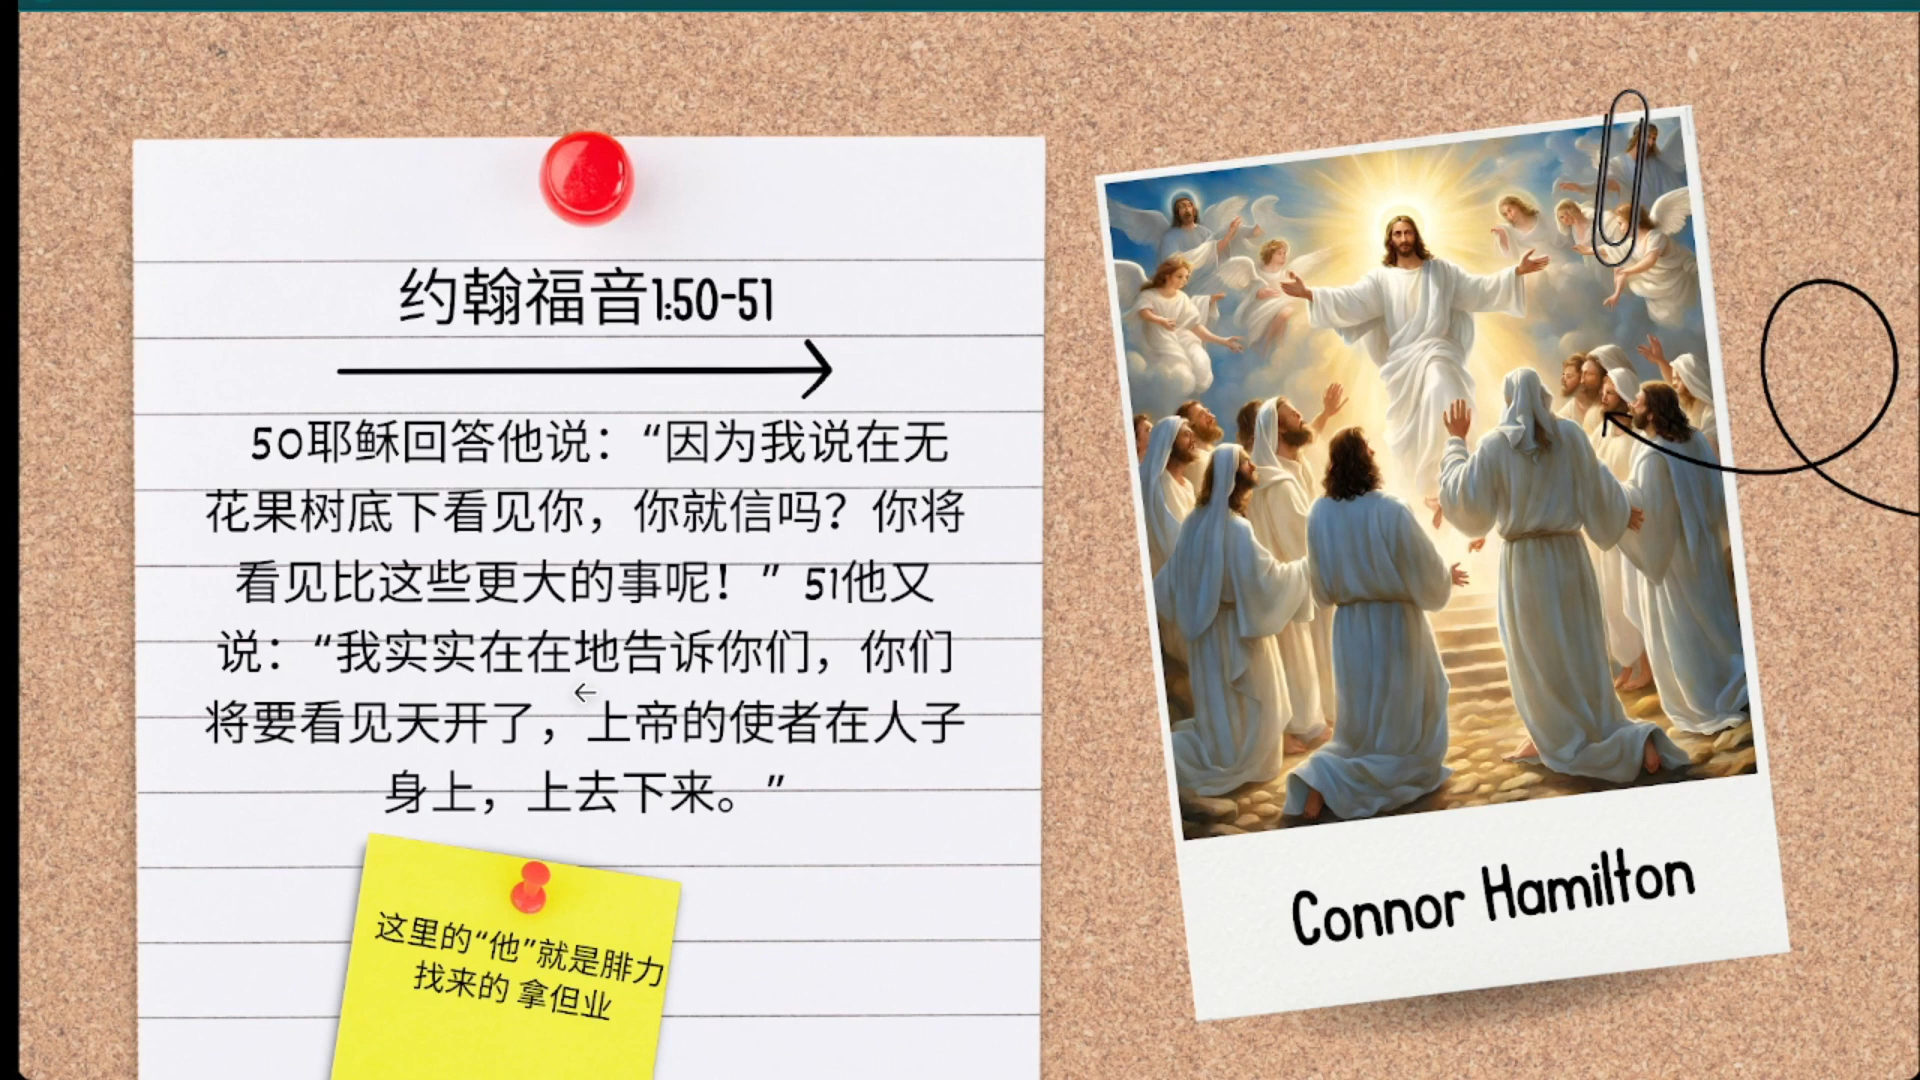 约翰福音1:50-51
50耶稣回答他说：“因为我说在无
花果树底下看见你，你就信吗？你将
看见比这些更大的事呢！” 51他又
说：“我实实在在地告诉你们，你们
将要看见天开了，上帝的使者在人子
身上，上去下来。”
这里的“他”就是腓力
找来的 拿但业
Connor Hamilton